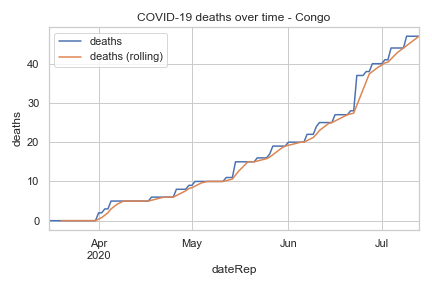 COVID-19 deaths over time - Congo
deaths
deaths (rolling)
40
30
20
10
0
deaths
Apr
2020
May
Jun
Jul
dateRep